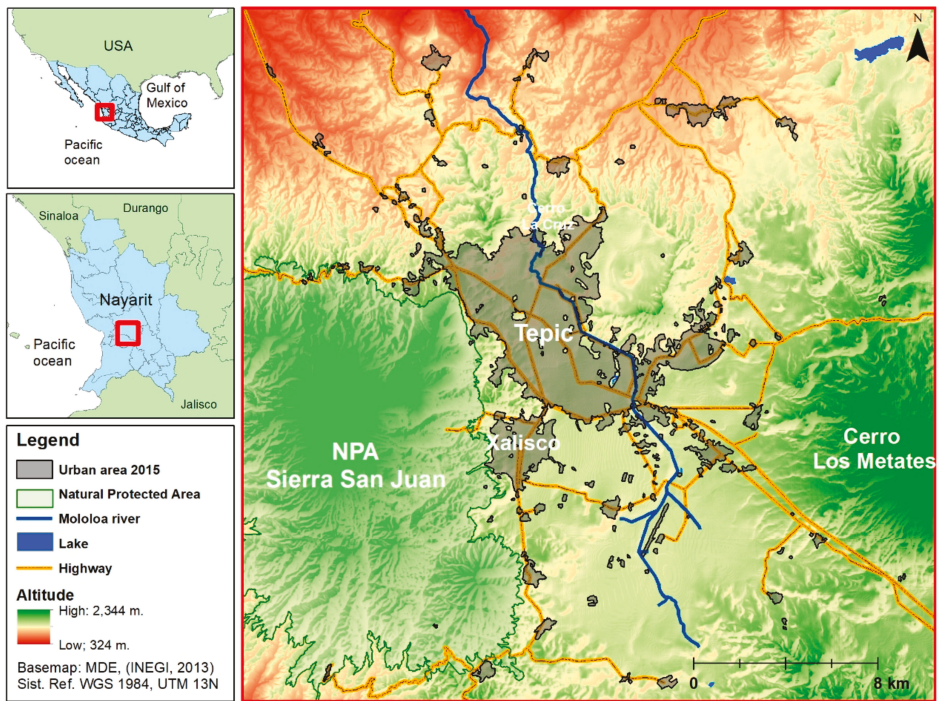 USA
Gulf of
Mexico
Pacific
ocean
Sinaloa
Durango
Nayarit
Pacific
ocean
Jalisco
Legend
Urban area 2015
Natural Protected Area
Mololoa river
Lake
Highway
Altitude
High: 2,344 m.
Low; 324 m.
Basemap: MDE, (INEGI, 2013)
Sist. Ref. WGS 1984, UTM 13N
N
Cruz
Tepic
Xalisco
NPA
Sierra San Juan
Cerro
Los Metates
0
8 km